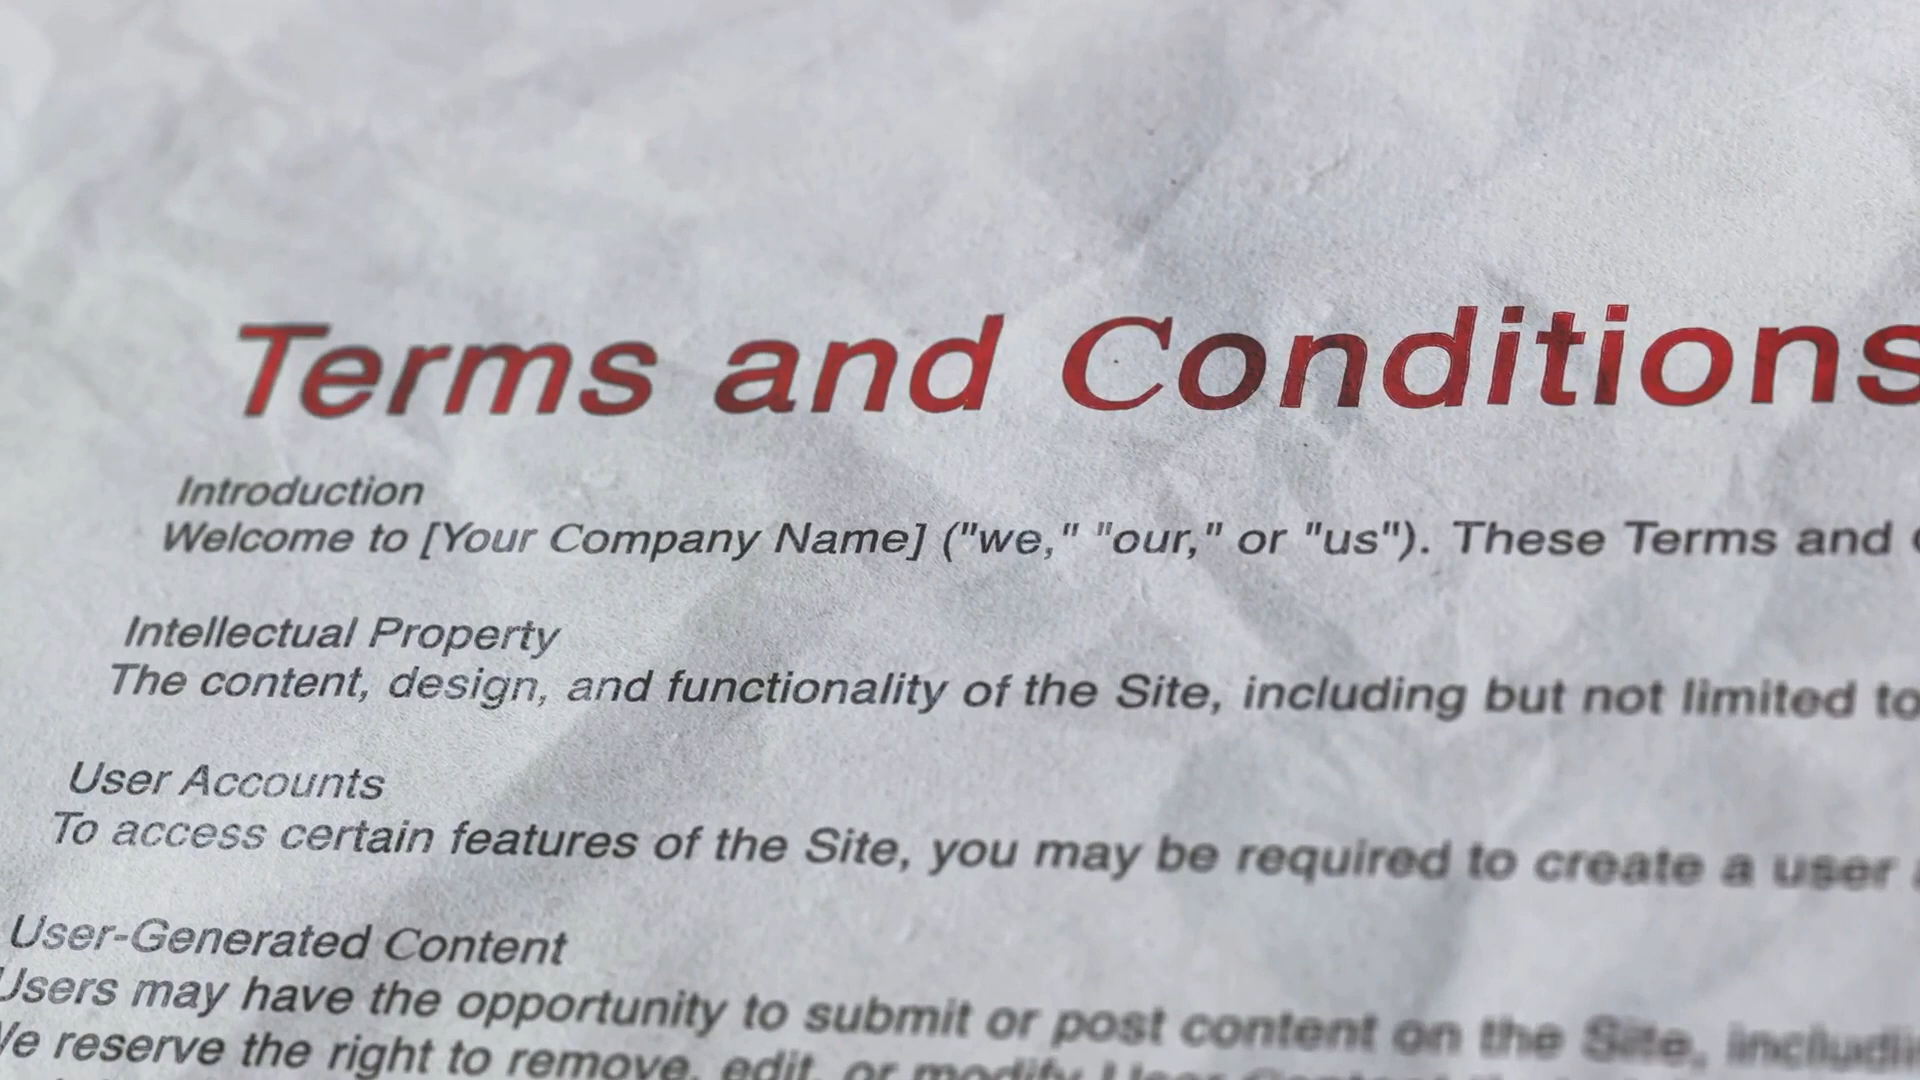 Terms and Conditions
Introduction
Welcome to [Your Company Name] ("we," "our," or "us"). These Terms and
Intellectual Property
The content, design, and functionality of the Site, including but not limited to
User Accounts
To access certain features of the Site, you may be required to create a user
User-Generated Content
Users may have the opportunity to submit or post content on the Site,
We reserve the right to remove, edit, or modify User